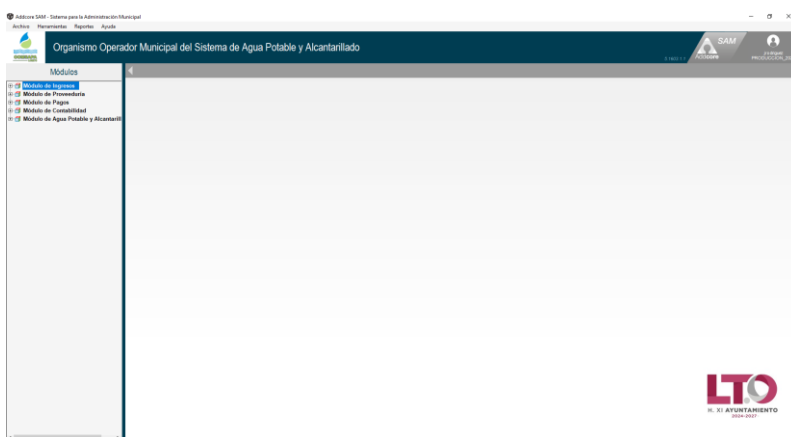 Addcore SAM - Sistema para la Administración Municipal
Archivo Herramientas Reportes Ayuda
Organismo Operador Municipal del Sistema de Agua Potable y Alcantarillado
SAM
Addcore
Módulos
Módulo de Ingresos
Módulo de Proveeduría
Módulo de Pagos
Módulo de Contabilidad
Módulo de Agua Potable y Alcantarill
LTO
H. XI AYUNTAMIENTO
2024-2027